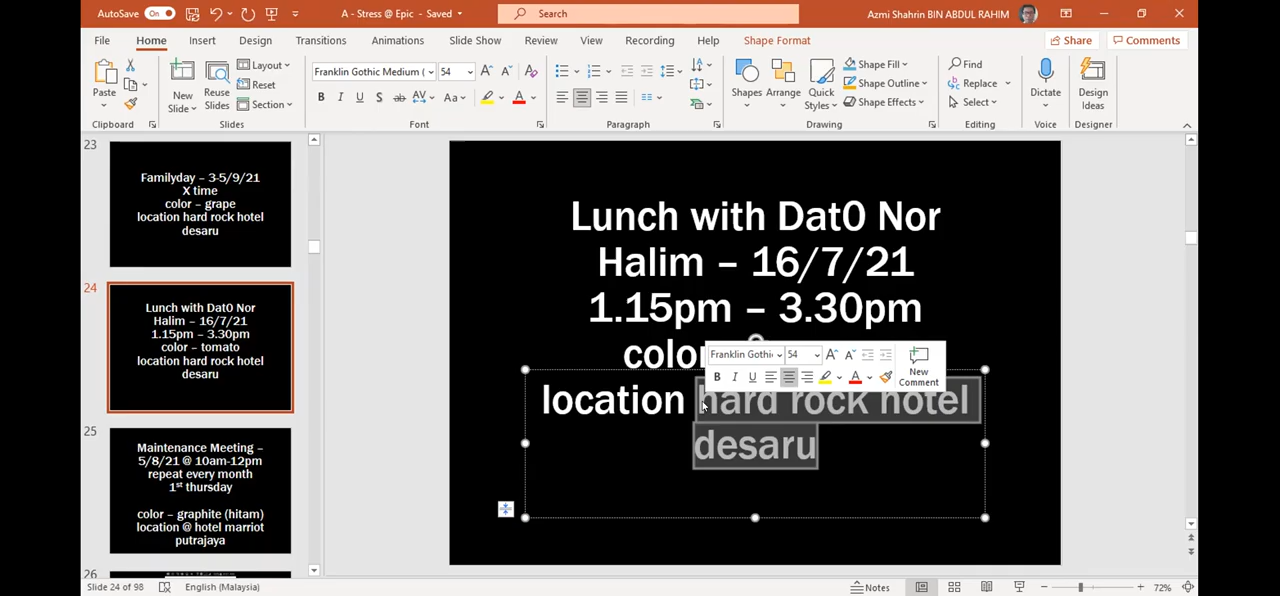 AutoSave On A - Stress @ Epic - Saved Search Azmi Shahrin BIN ABDUL RAHIM
File Home Insert Design Transitions Animations Slide Show Review View Recording Help Shape Format Share Comments
Paste New Slide Reuse Slides Layout Reset Section
Franklin Gothic Medium ( 54
B I U S ab AV Aa A
Shapes Arrange Quick Styles Shape Fill Shape Outline Shape Effects
Find Replace Select Dictate Design Ideas
Clipboard Slides Font Paragraph Drawing Editing Voice Designer
23
Familyday – 3-5/9/21
X time
color – grape
location hard rock hotel
desaru
24
Lunch with Dat0 Nor
Halim – 16/7/21
1.15pm – 3.30pm
color – tomato
location hard rock hotel
desaru
25
Maintenance Meeting –
5/8/21 @ 10am-12pm
repeat every month
1st thursday
color – graphite (hitam)
location @ hotel marriot
putrajaya
26
Lunch with Dat0 Nor
Halim – 16/7/21
1.15pm – 3.30pm
colo
location hard rock hotel
desaru
Franklin Gothi 54
B I U A New Comment
Slide 24 of 98 English (Malaysia) Notes 72%